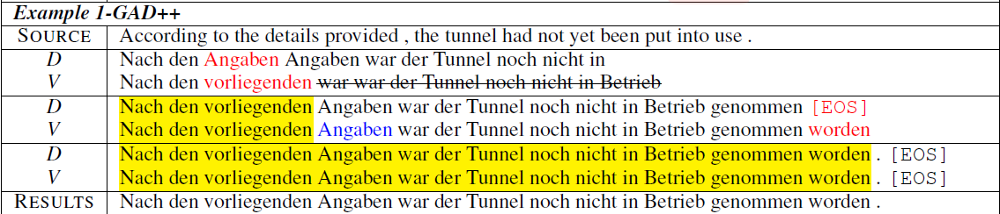 Example 1-GAD++
SOURCE According to the details provided , the tunnel had not yet been put into use .
D Nach den Angaben Angaben war der Tunnel noch nicht in
V Nach den vorliegenden war war der Tunnel noch nicht in Betrieb
D Nach den vorliegenden Angaben war der Tunnel noch nicht in Betrieb genommen [EOS]
V Nach den vorliegenden Angaben war der Tunnel noch nicht in Betrieb genommen worden
D Nach den vorliegenden Angaben war der Tunnel noch nicht in Betrieb genommen worden . [EOS]
V Nach den vorliegenden Angaben war der Tunnel noch nicht in Betrieb genommen worden . [EOS]
RESULTS Nach den vorliegenden Angaben war der Tunnel noch nicht in Betrieb genommen worden .